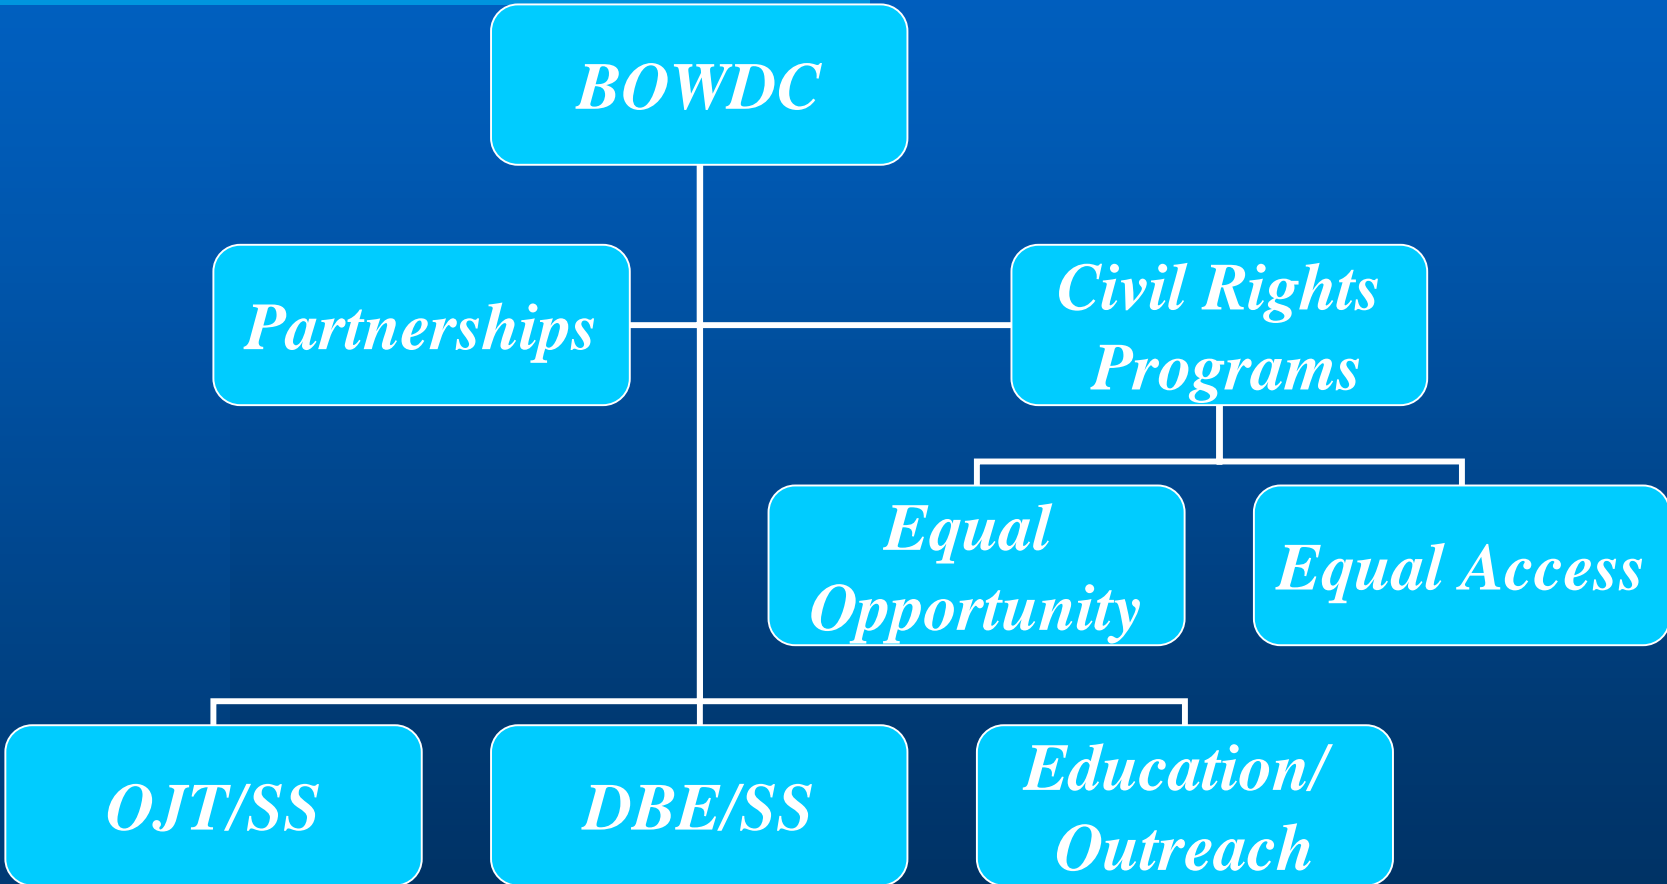 BOWDC
Partnerships
Civil Rights
Programs
Equal
Opportunity
Equal Access
OJT/SS
DBE/SS
Education/
Outreach